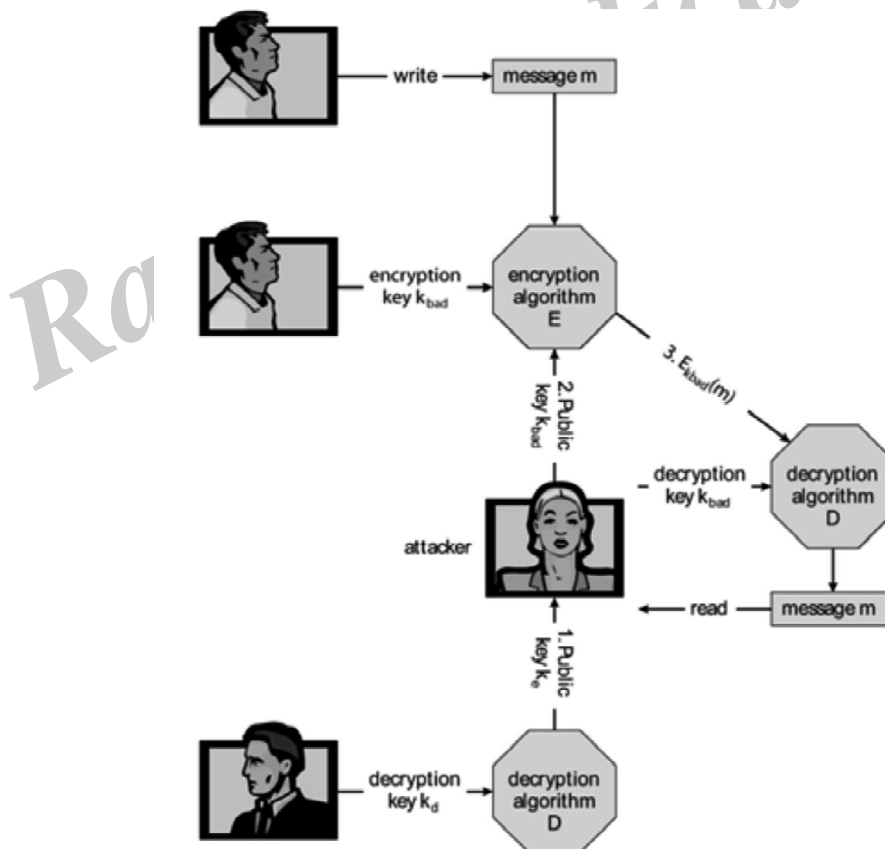 write
message m
encryption
key k_bad
encryption
algorithm
E
3. E_kbad(m)
2. Public
key k_bad
decryption
key k_bad
decryption
algorithm
D
attacker
read
message m
1. Public
key k_e
decryption
key k_d
decryption
algorithm
D